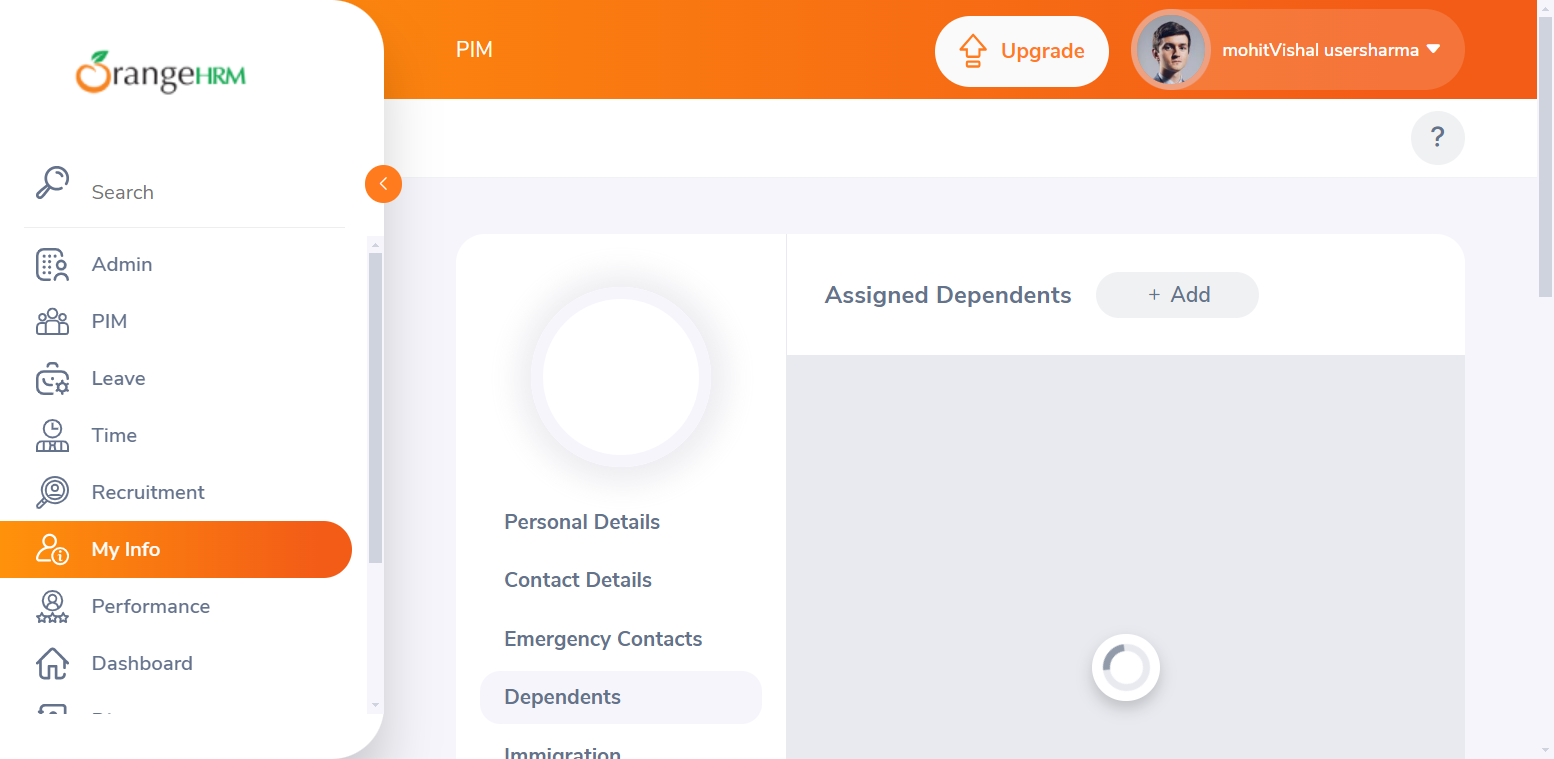 OrangeHRM
Search
Admin
PIM
Leave
Time
Recruitment
My Info
Performance
Dashboard
PIM
Upgrade
mohitVishal usersharma
?
Personal Details
Contact Details
Emergency Contacts
Dependents
Immigration
Assigned Dependents
+ Add